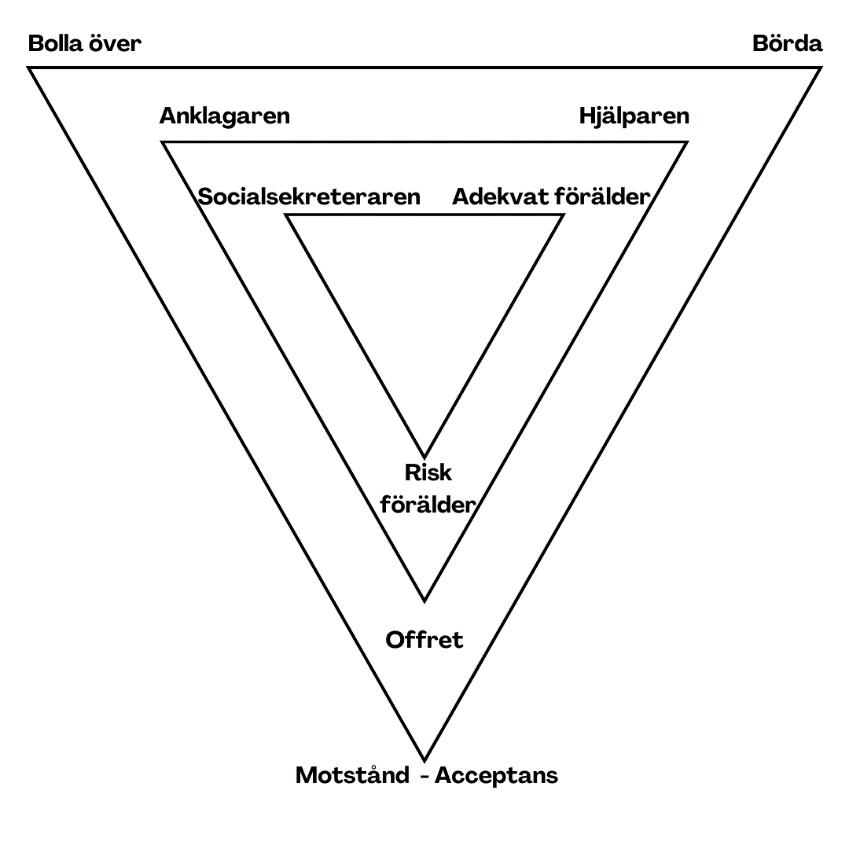 Bolla över
Börda
Anklagaren
Hjälparen
Socialsekreteraren
Adekvat förälder
Risk
förälder
Offret
Motstånd - Acceptans